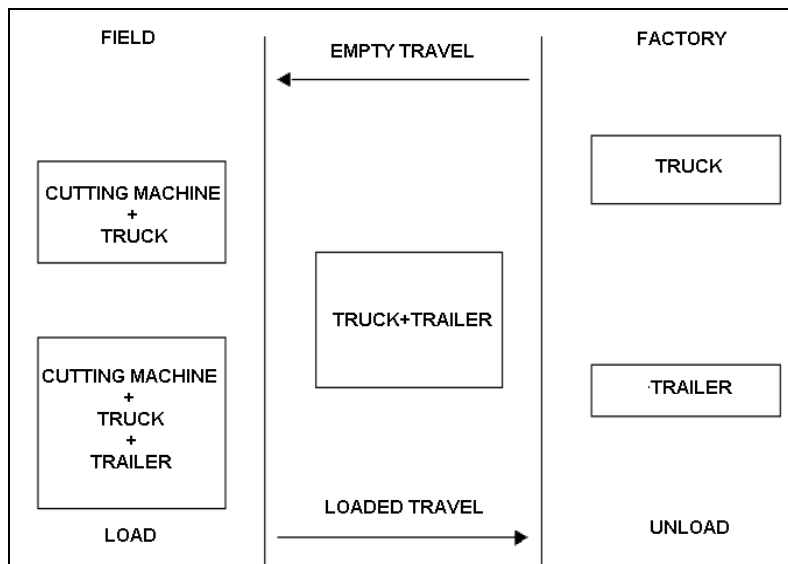 FIELD
EMPTY TRAVEL
FACTORY
CUTTING MACHINE
+
TRUCK
TRUCK
TRUCK+TRAILER
CUTTING MACHINE
+
TRUCK
+
TRAILER
TRAILER
LOADED TRAVEL
LOAD
UNLOAD